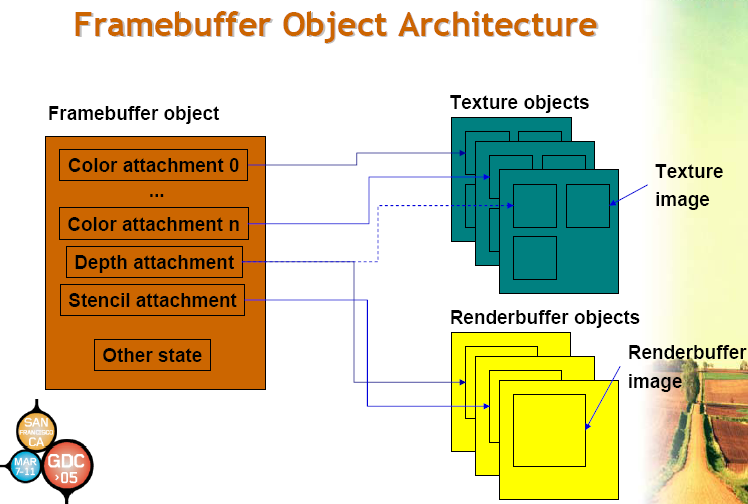 Framebuffer Object Architecture
Framebuffer object
Color attachment 0
...
Color attachment n
Depth attachment
Stencil attachment
Other state
Texture objects
Texture
image
Renderbuffer objects
Renderbuffer
image
SAN
FRANCISCO
CA
MAR
7-11
GDC
›05